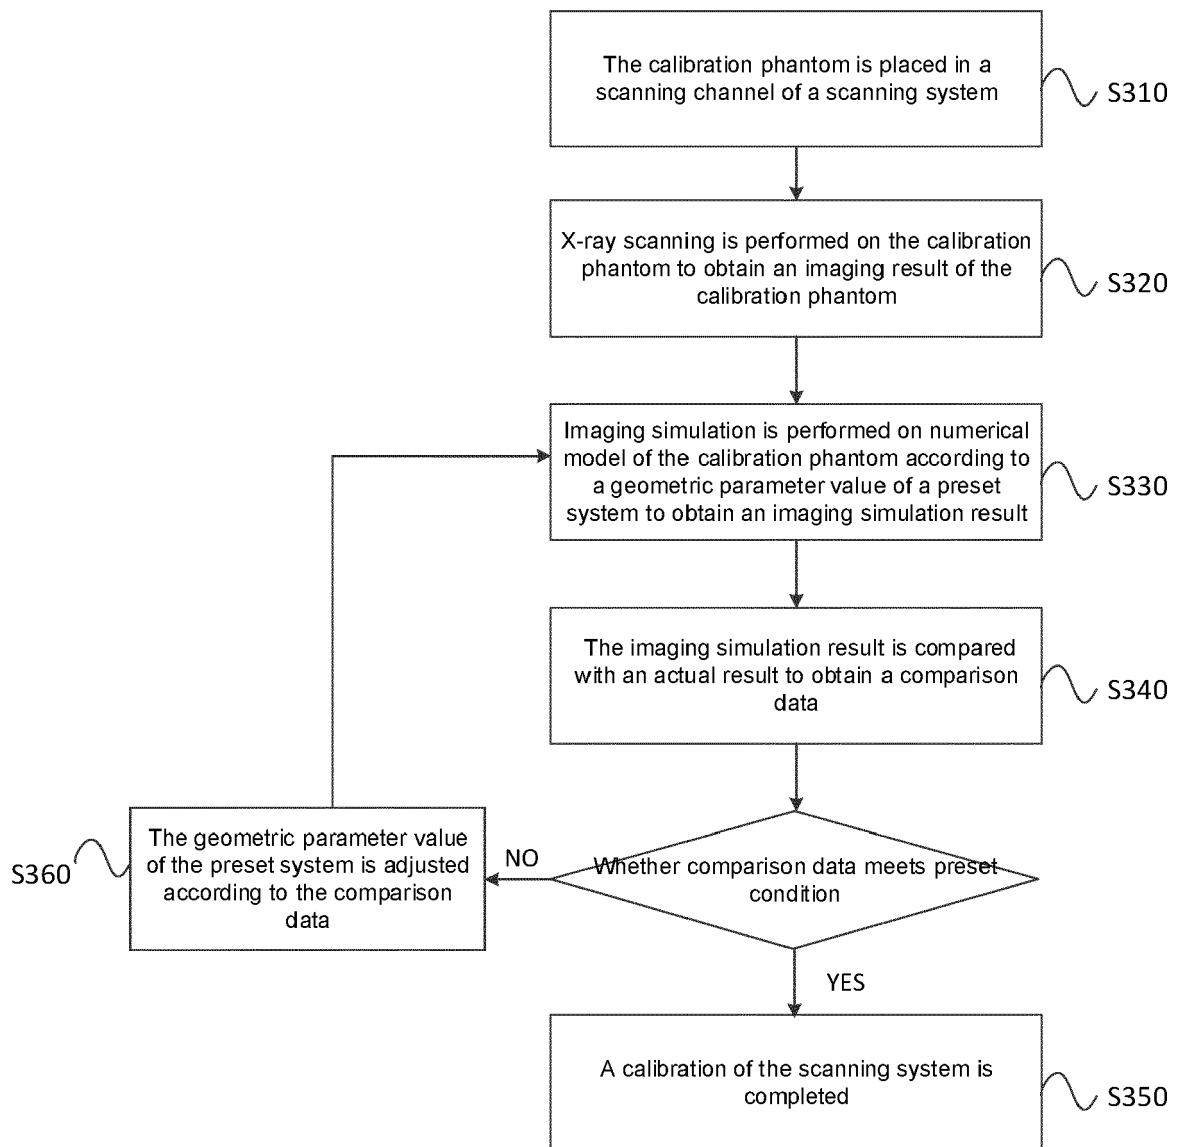 The calibration phantom is placed in a
scanning channel of a scanning system
S310
X-ray scanning is performed on the calibration
phantom to obtain an imaging result of the
calibration phantom
S320
Imaging simulation is performed on numerical
model of the calibration phantom according to
a geometric parameter value of a preset
system to obtain an imaging simulation result
S330
The imaging simulation result is compared
with an actual result to obtain a comparison
data
S340
Whether comparison data meets preset
condition
NO
The geometric parameter value
of the preset system is adjusted
according to the comparison
data
S360
YES
A calibration of the scanning system is
completed
S350